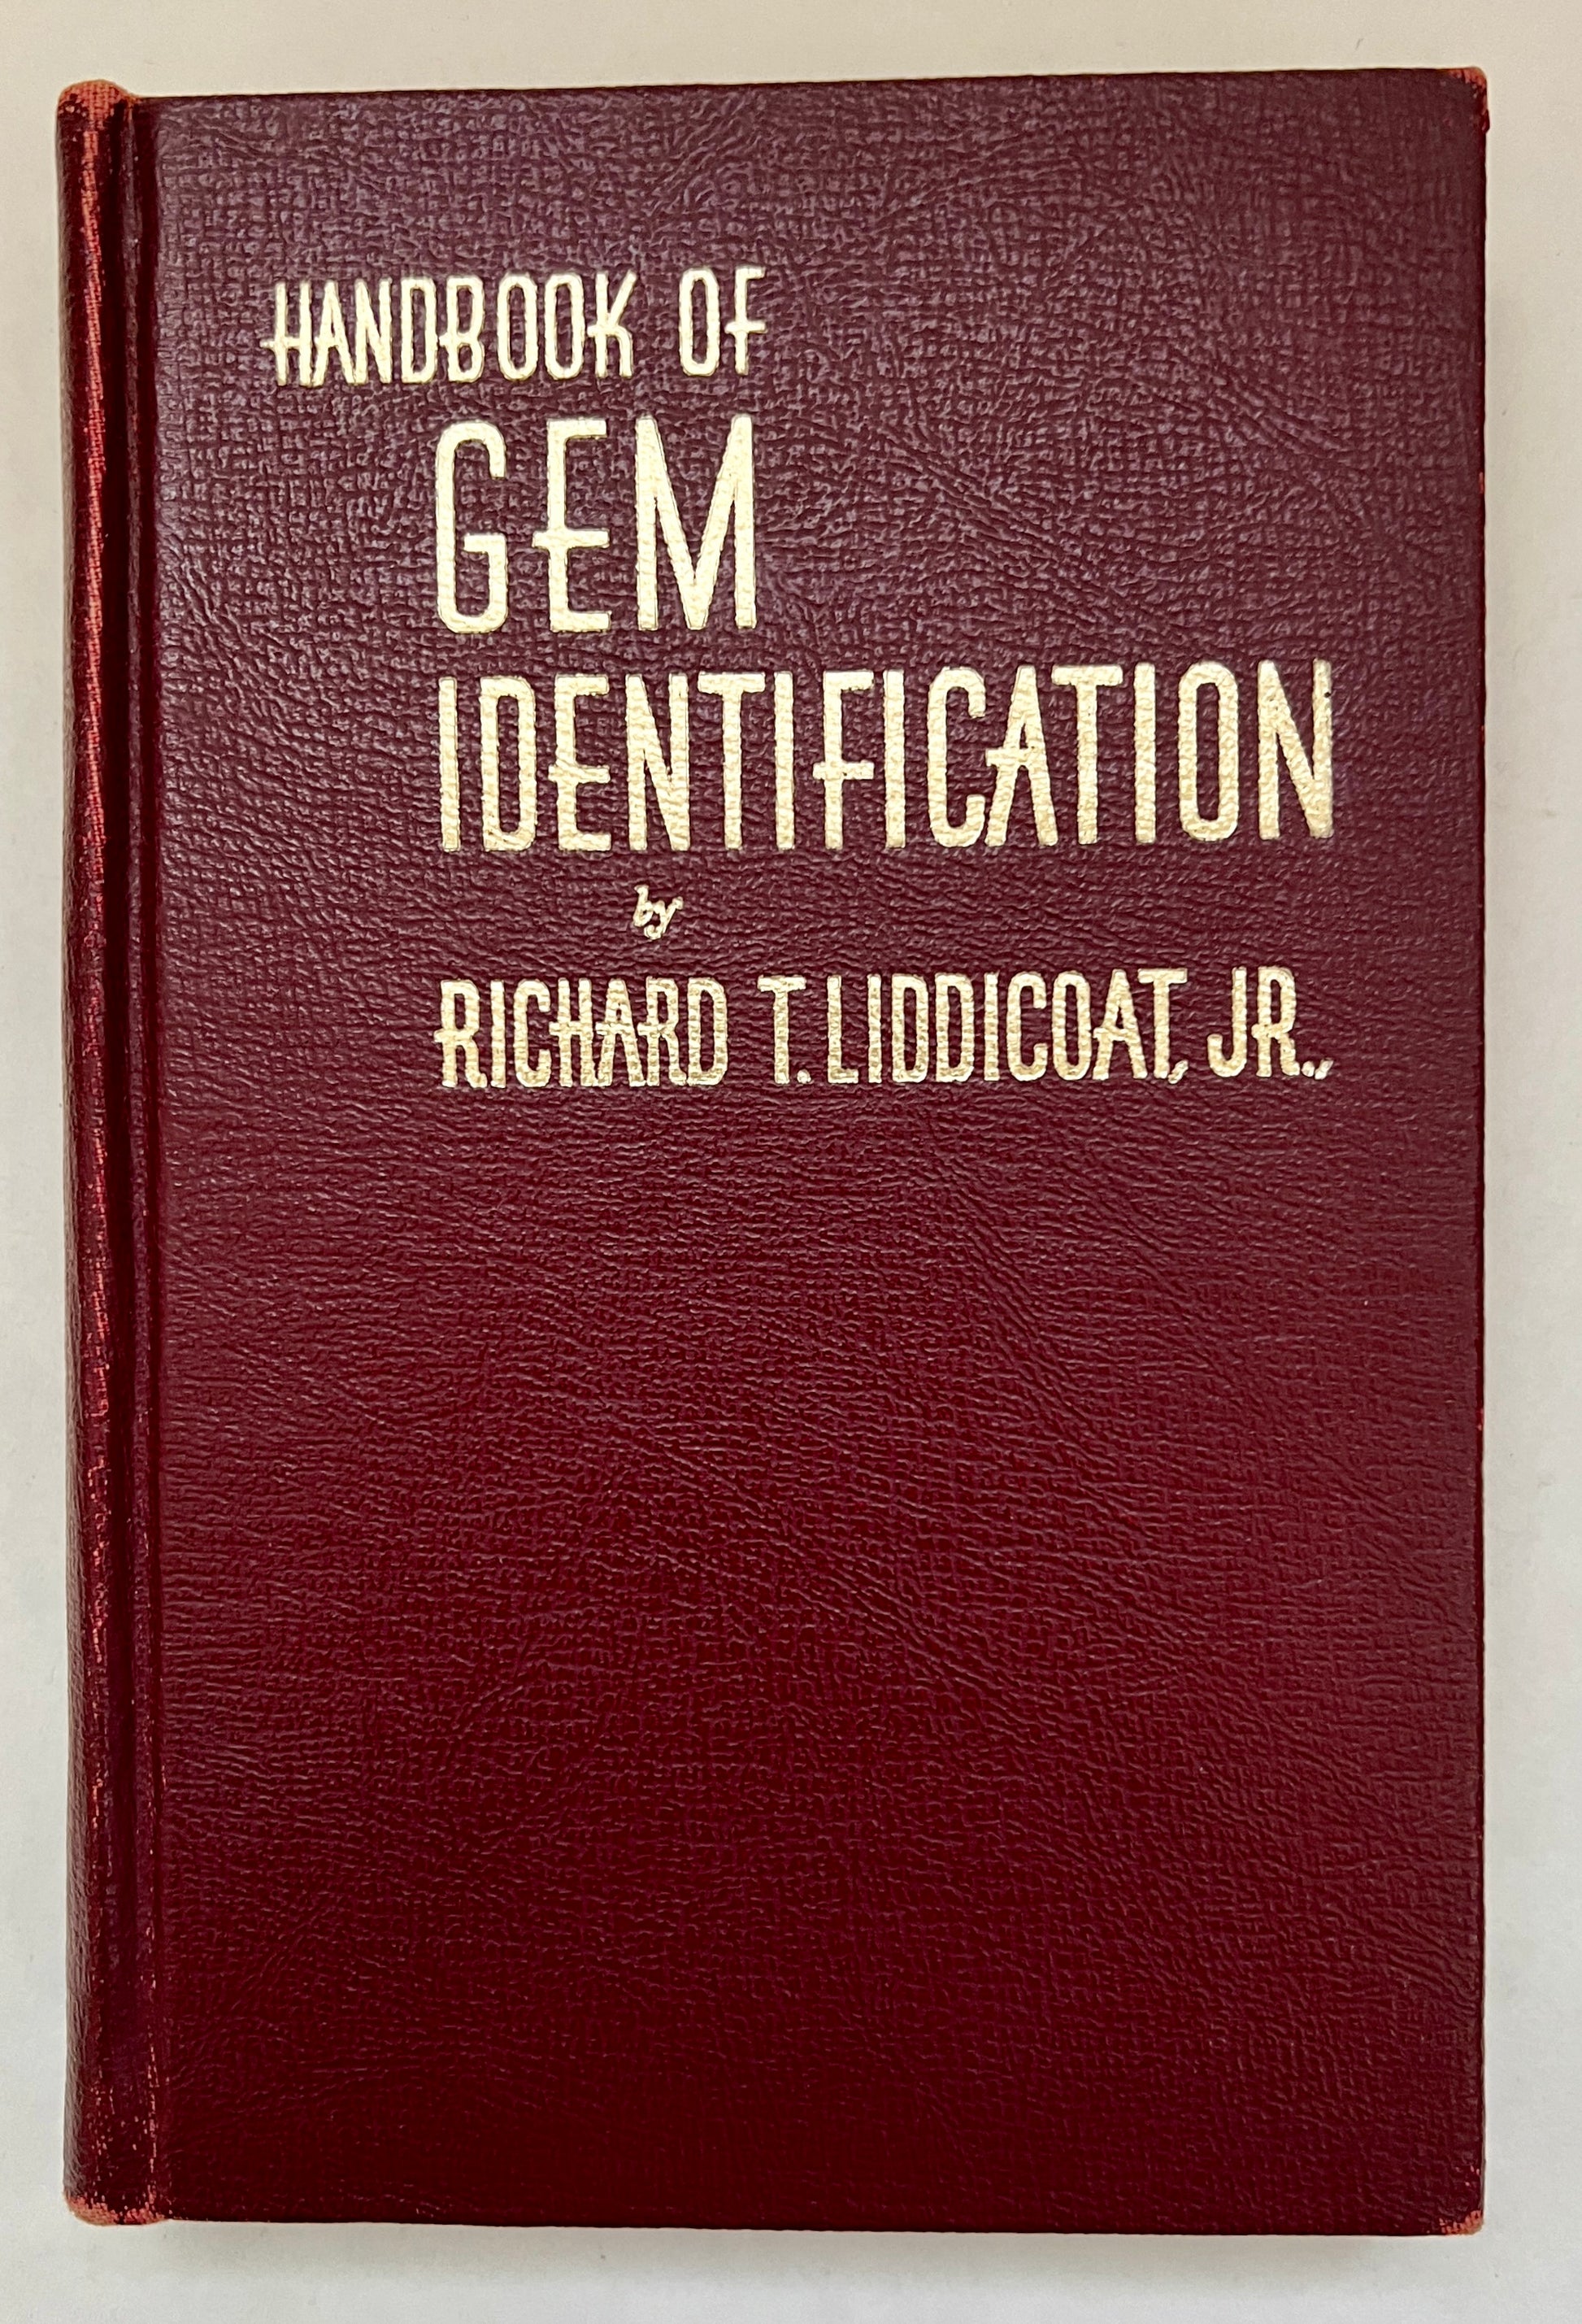 HANDBOOK OF
GEM
IDENTIFICATION
by
RICHARD T. LIDDICOAT, JR.,